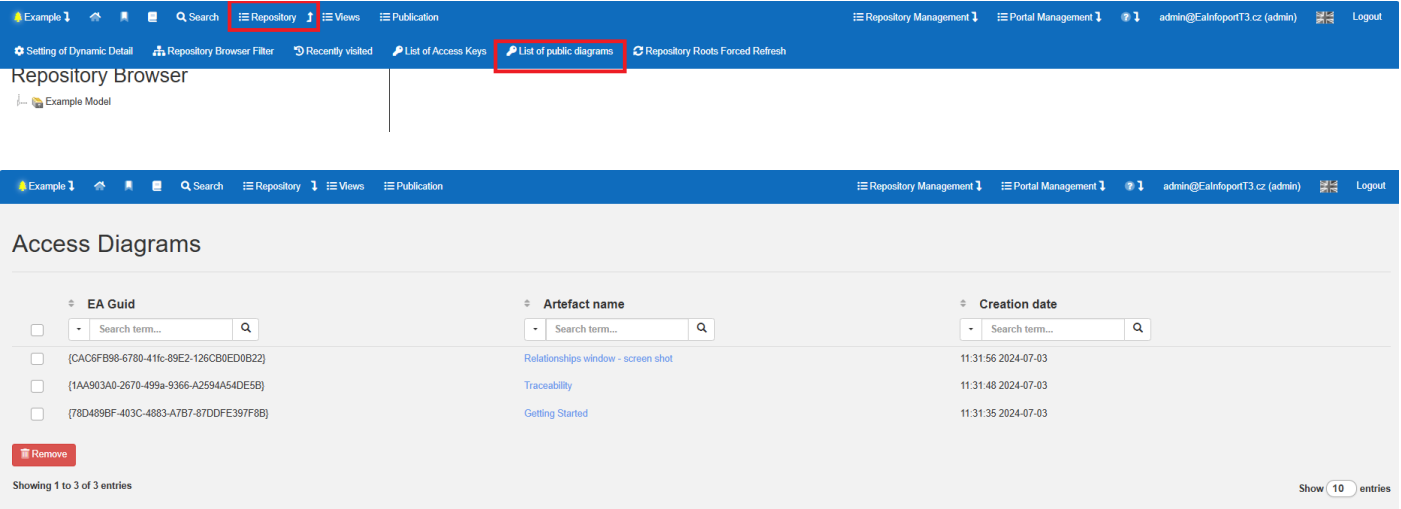 Example Search Repository Views Publication Repository Management Portal Management admin@EaInfoportT3.cz (admin) Logout
Setting of Dynamic Detail Repository Browser Filter Recently visited List of Access Keys List of public diagrams Repository Roots Forced Refresh
Repository Browser
Example Model
Example Search Repository Views Publication Repository Management Portal Management admin@EaInfoportT3.cz (admin) Logout
Access Diagrams
EA Guid Artefact name Creation date
Search term... Search term... Search term...
{CAC6FB98-6780-41fc-89E2-126CB0ED0B22} Relationships window - screen shot 11:31:56 2024-07-03
{1AA903A0-2670-499a-9366-A2594A54DE5B} Traceability 11:31:48 2024-07-03
{78D489BF-403C-4883-A7B7-87DDFE397F8B} Getting Started 11:31:35 2024-07-03
Remove
Showing 1 to 3 of 3 entries Show 10 entries